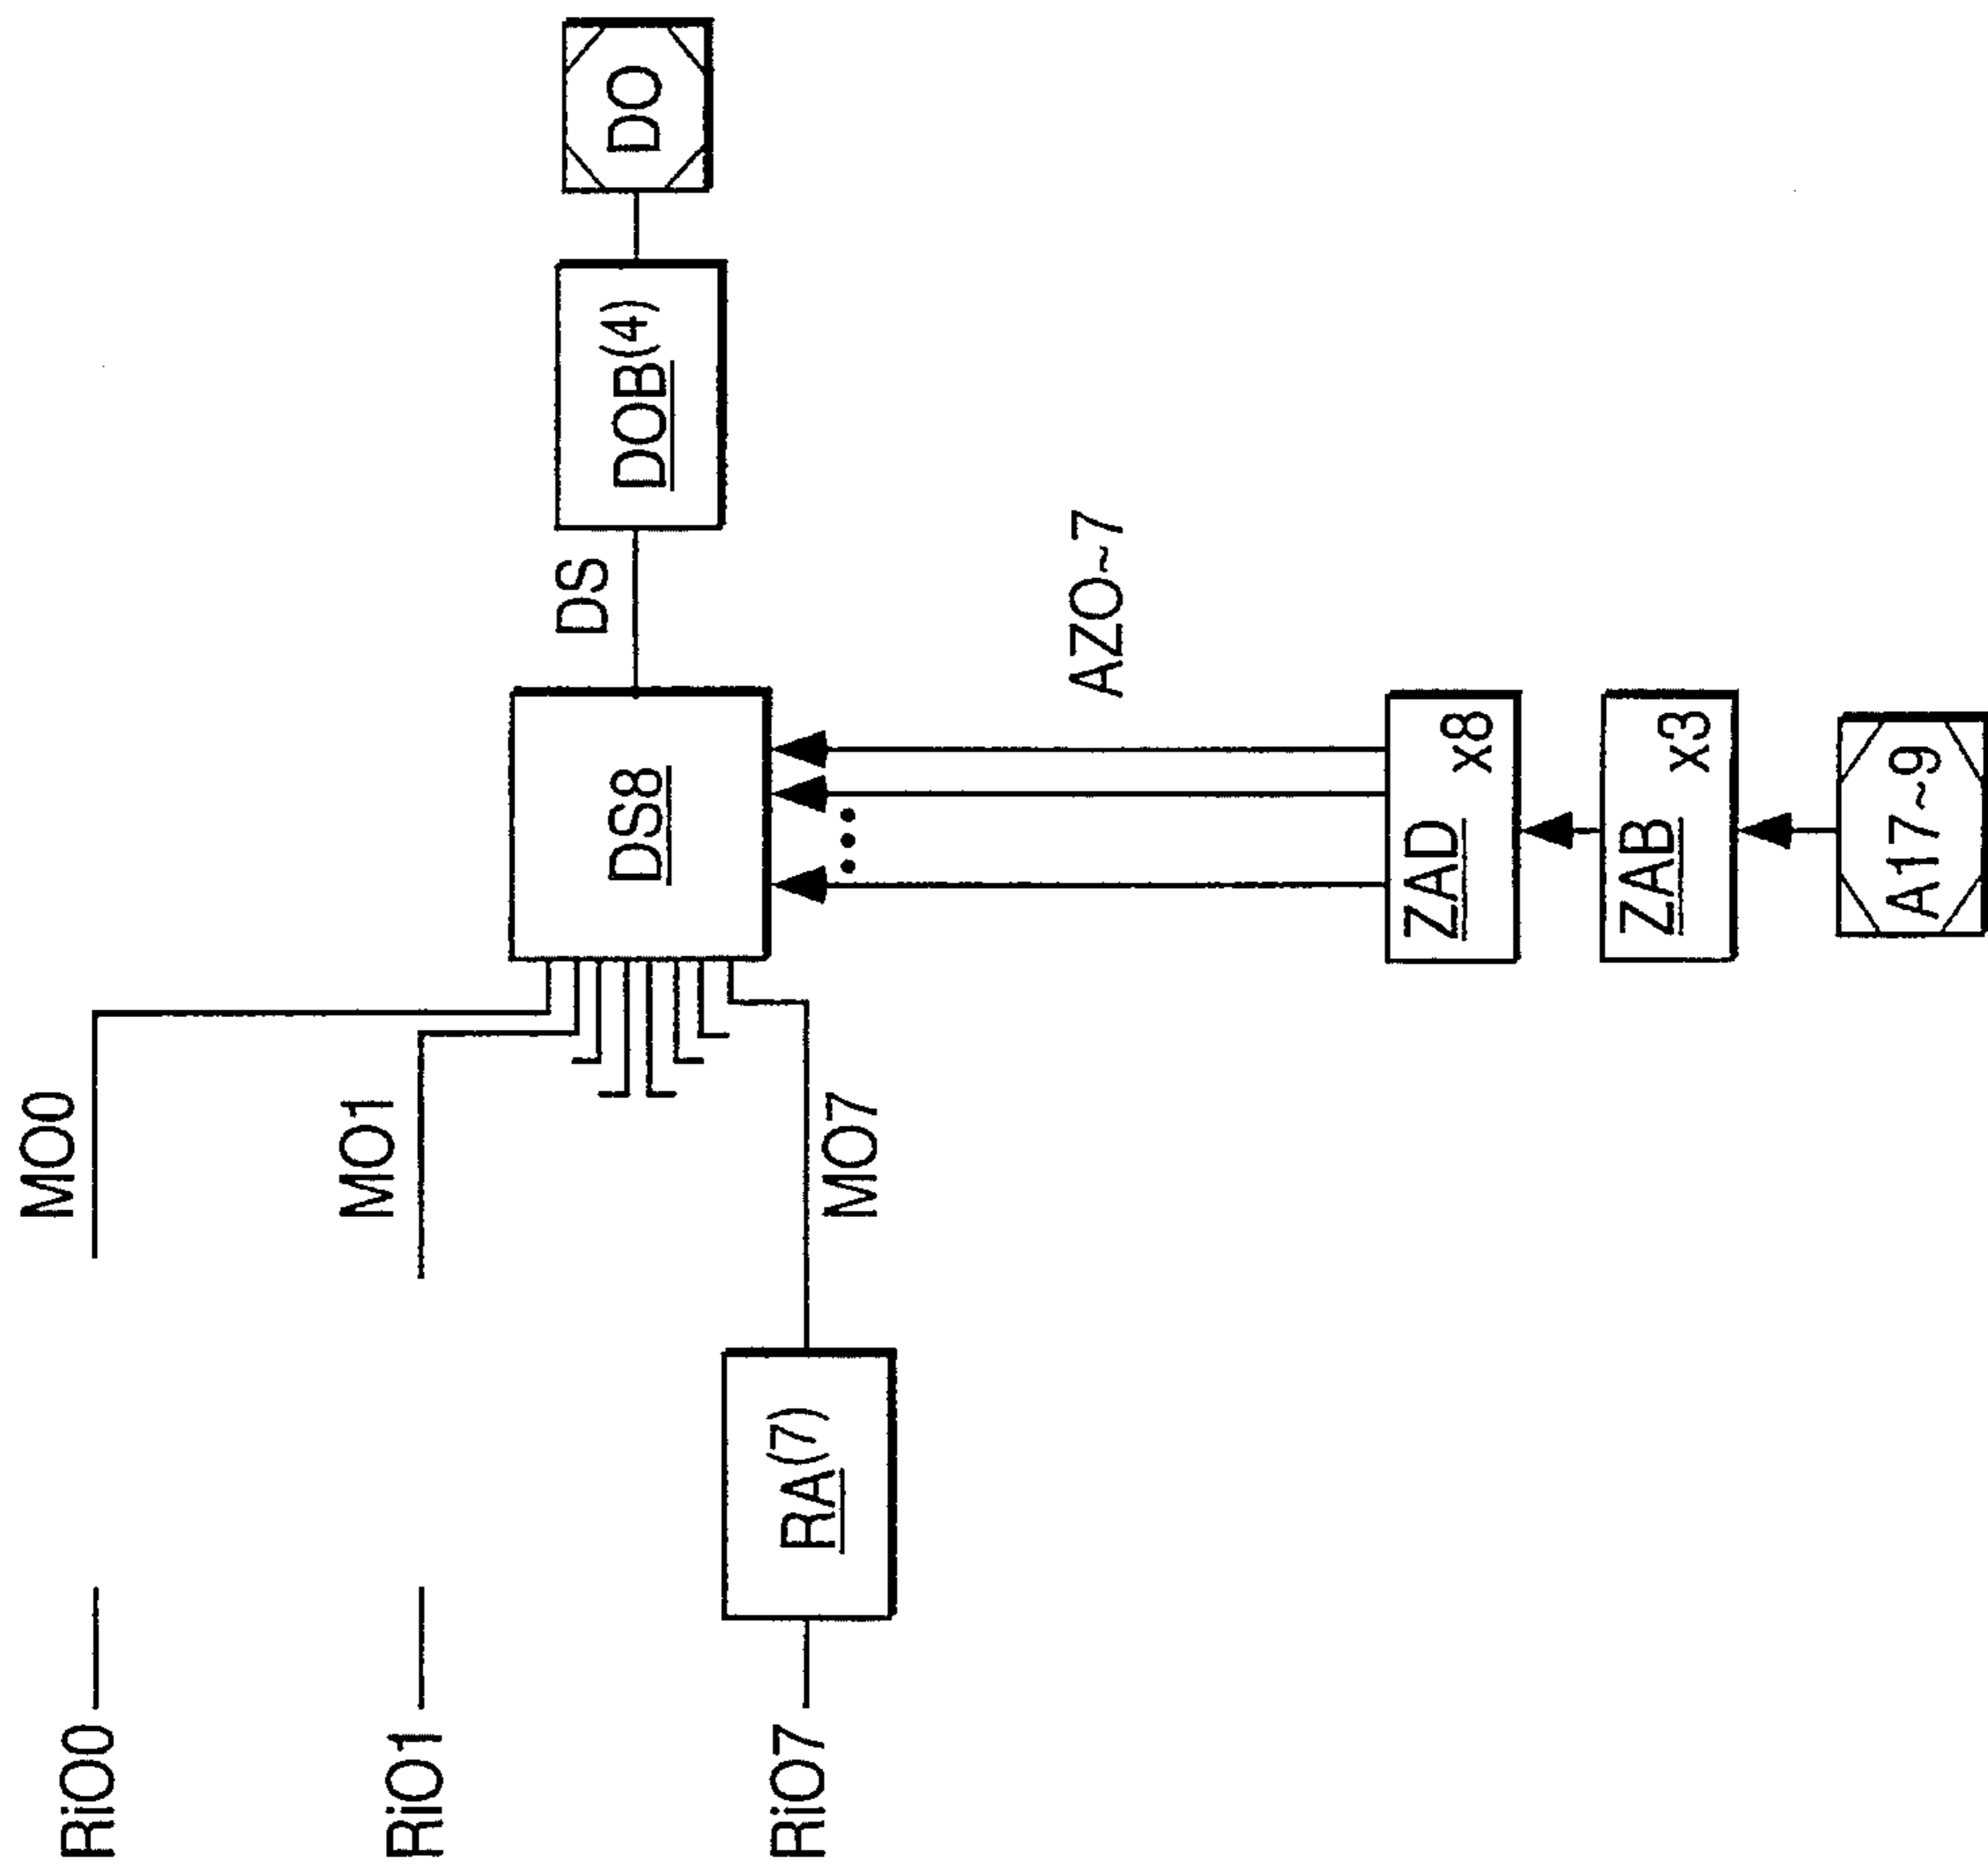 RiO0
MO0
RiO1
MO1
RiO7
RA(7)
MO7
DS8
DS
DOB(4)
DO
AZO~7
ZAD
x8
ZAB
x3
A17~9